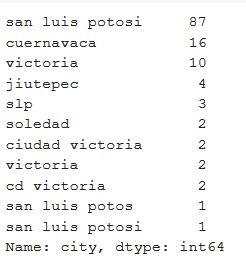 san luis potosi 87
cuernavaca 16
victoria 10
jiutepec 4
slp 3
soledad 2
ciudad victoria 2
victoria 2
cd victoria 2
san luis potos 1
san luis potosi 1
Name: city, dtype: int64